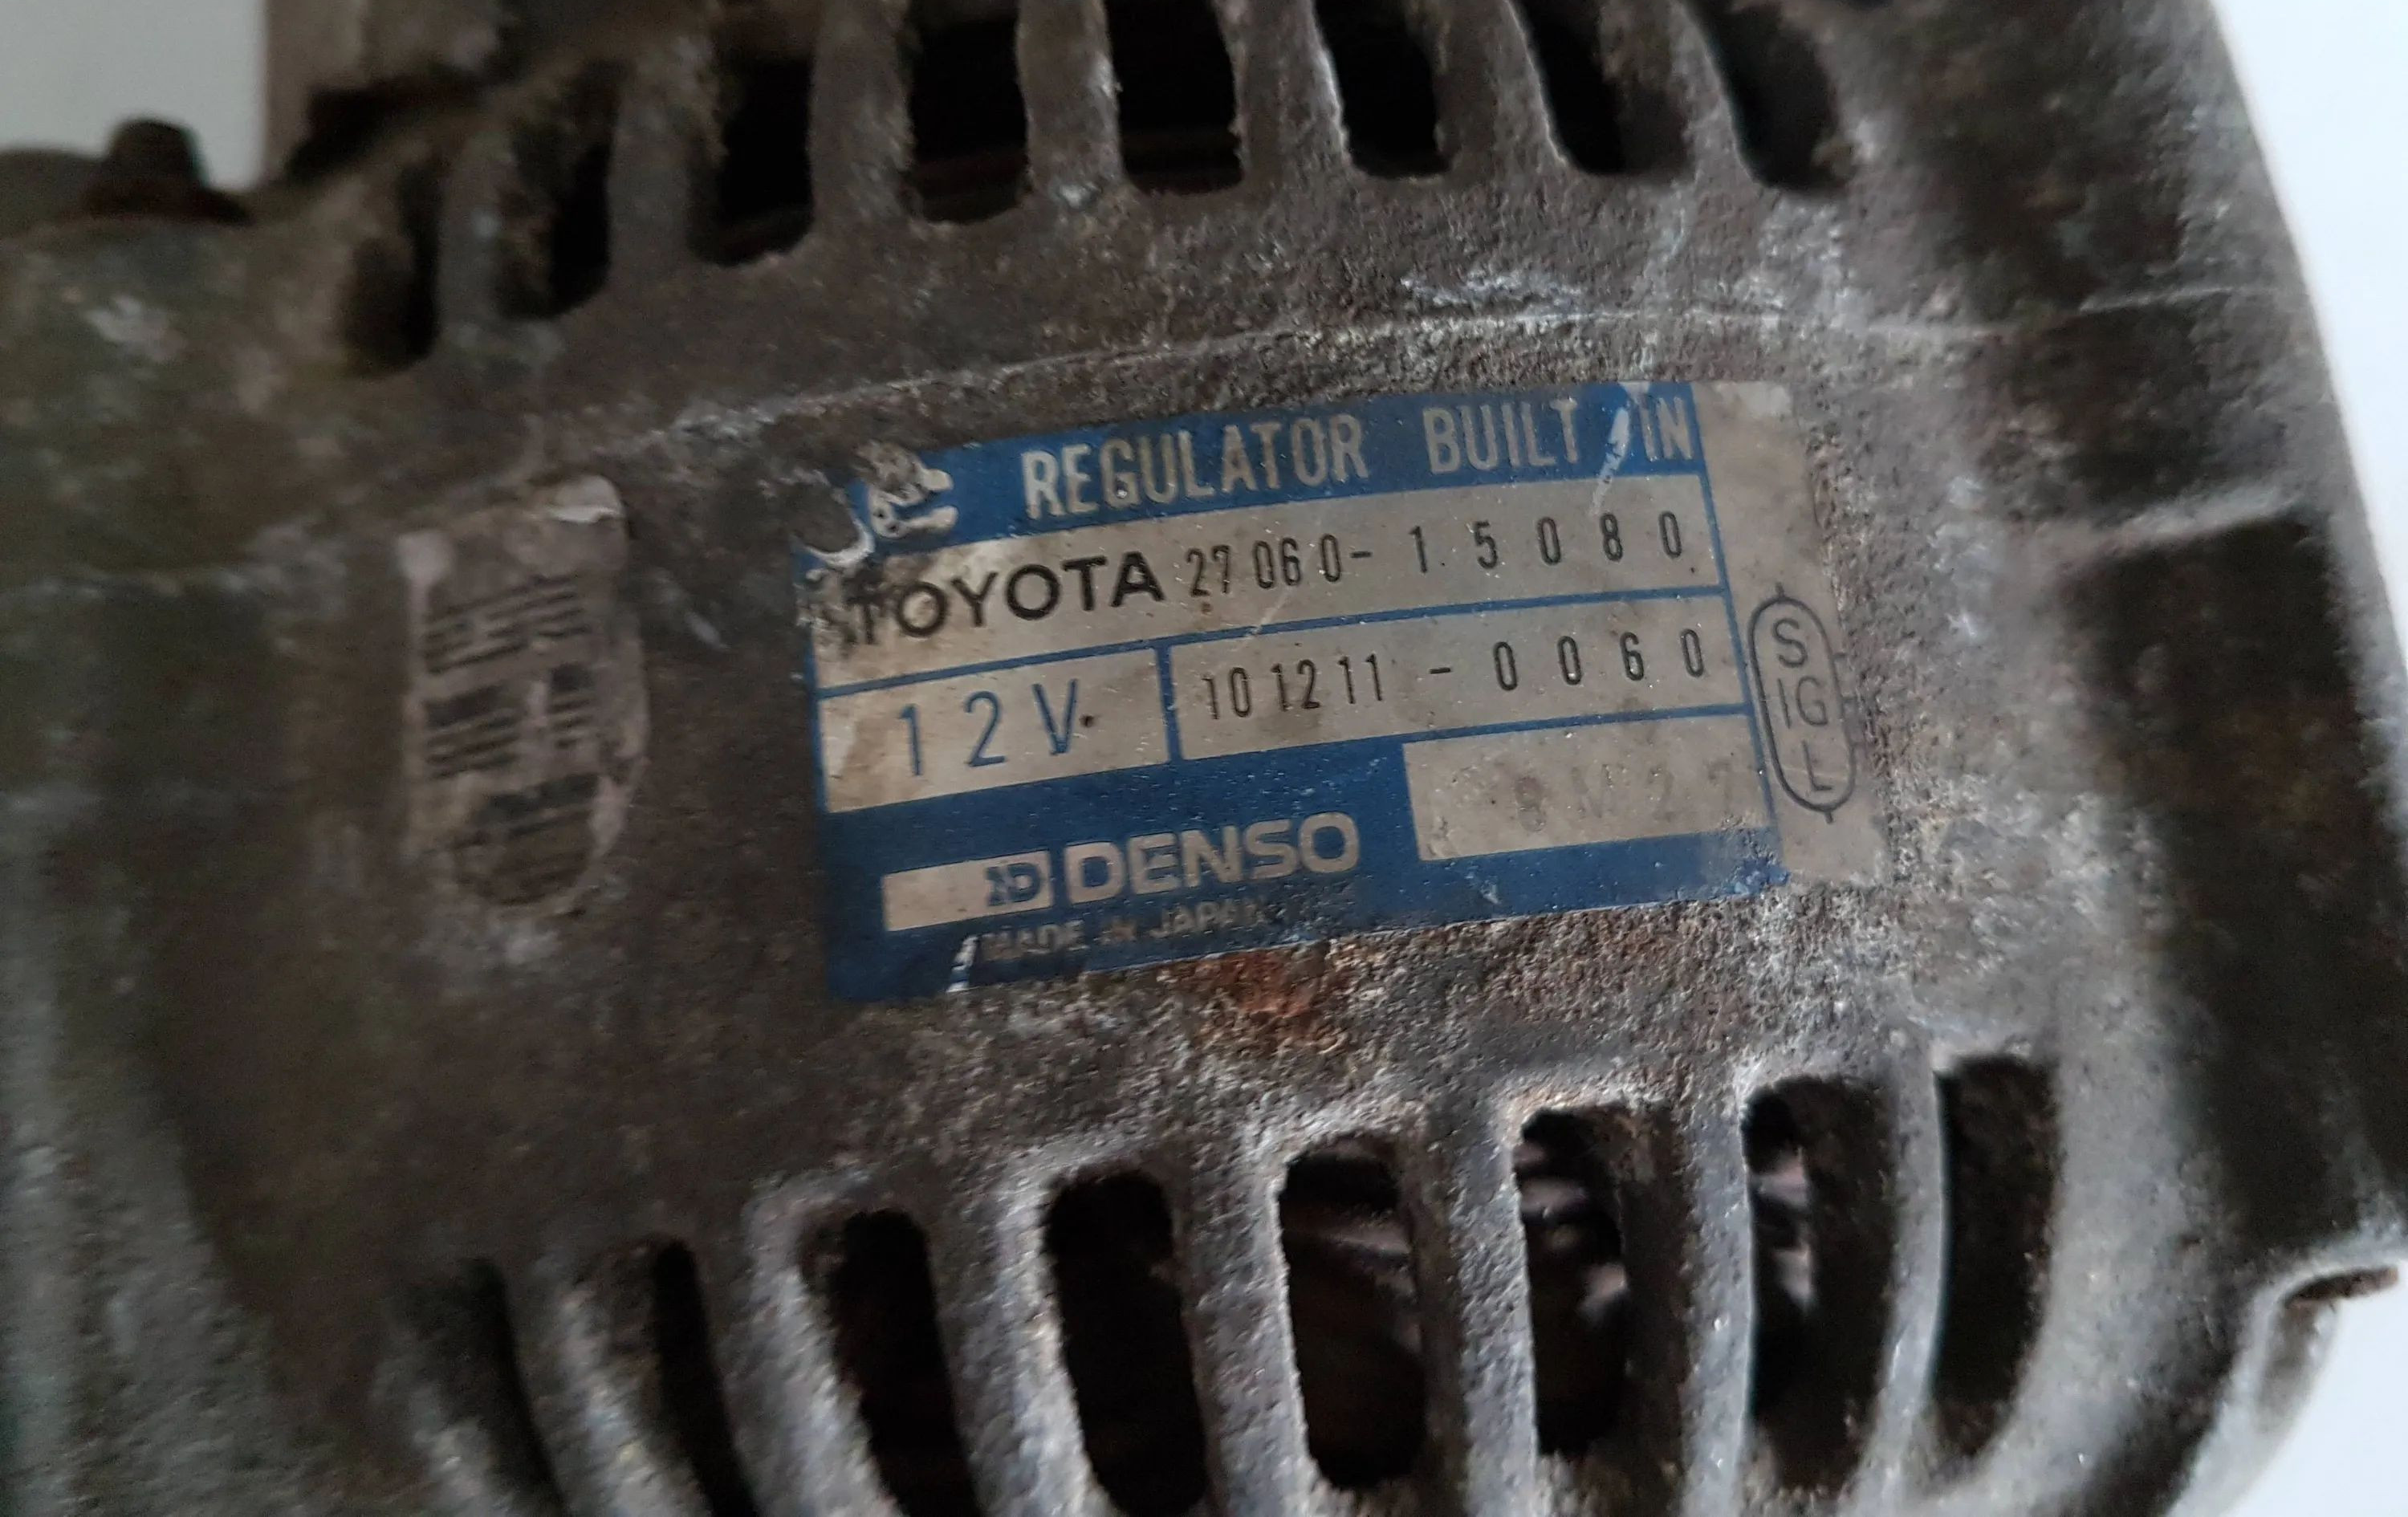 REGULATOR BUILT IN
TOYOTA 27060-15080
12V 101211-0060
S
IG
L
DENSO
MADE IN JAPAN